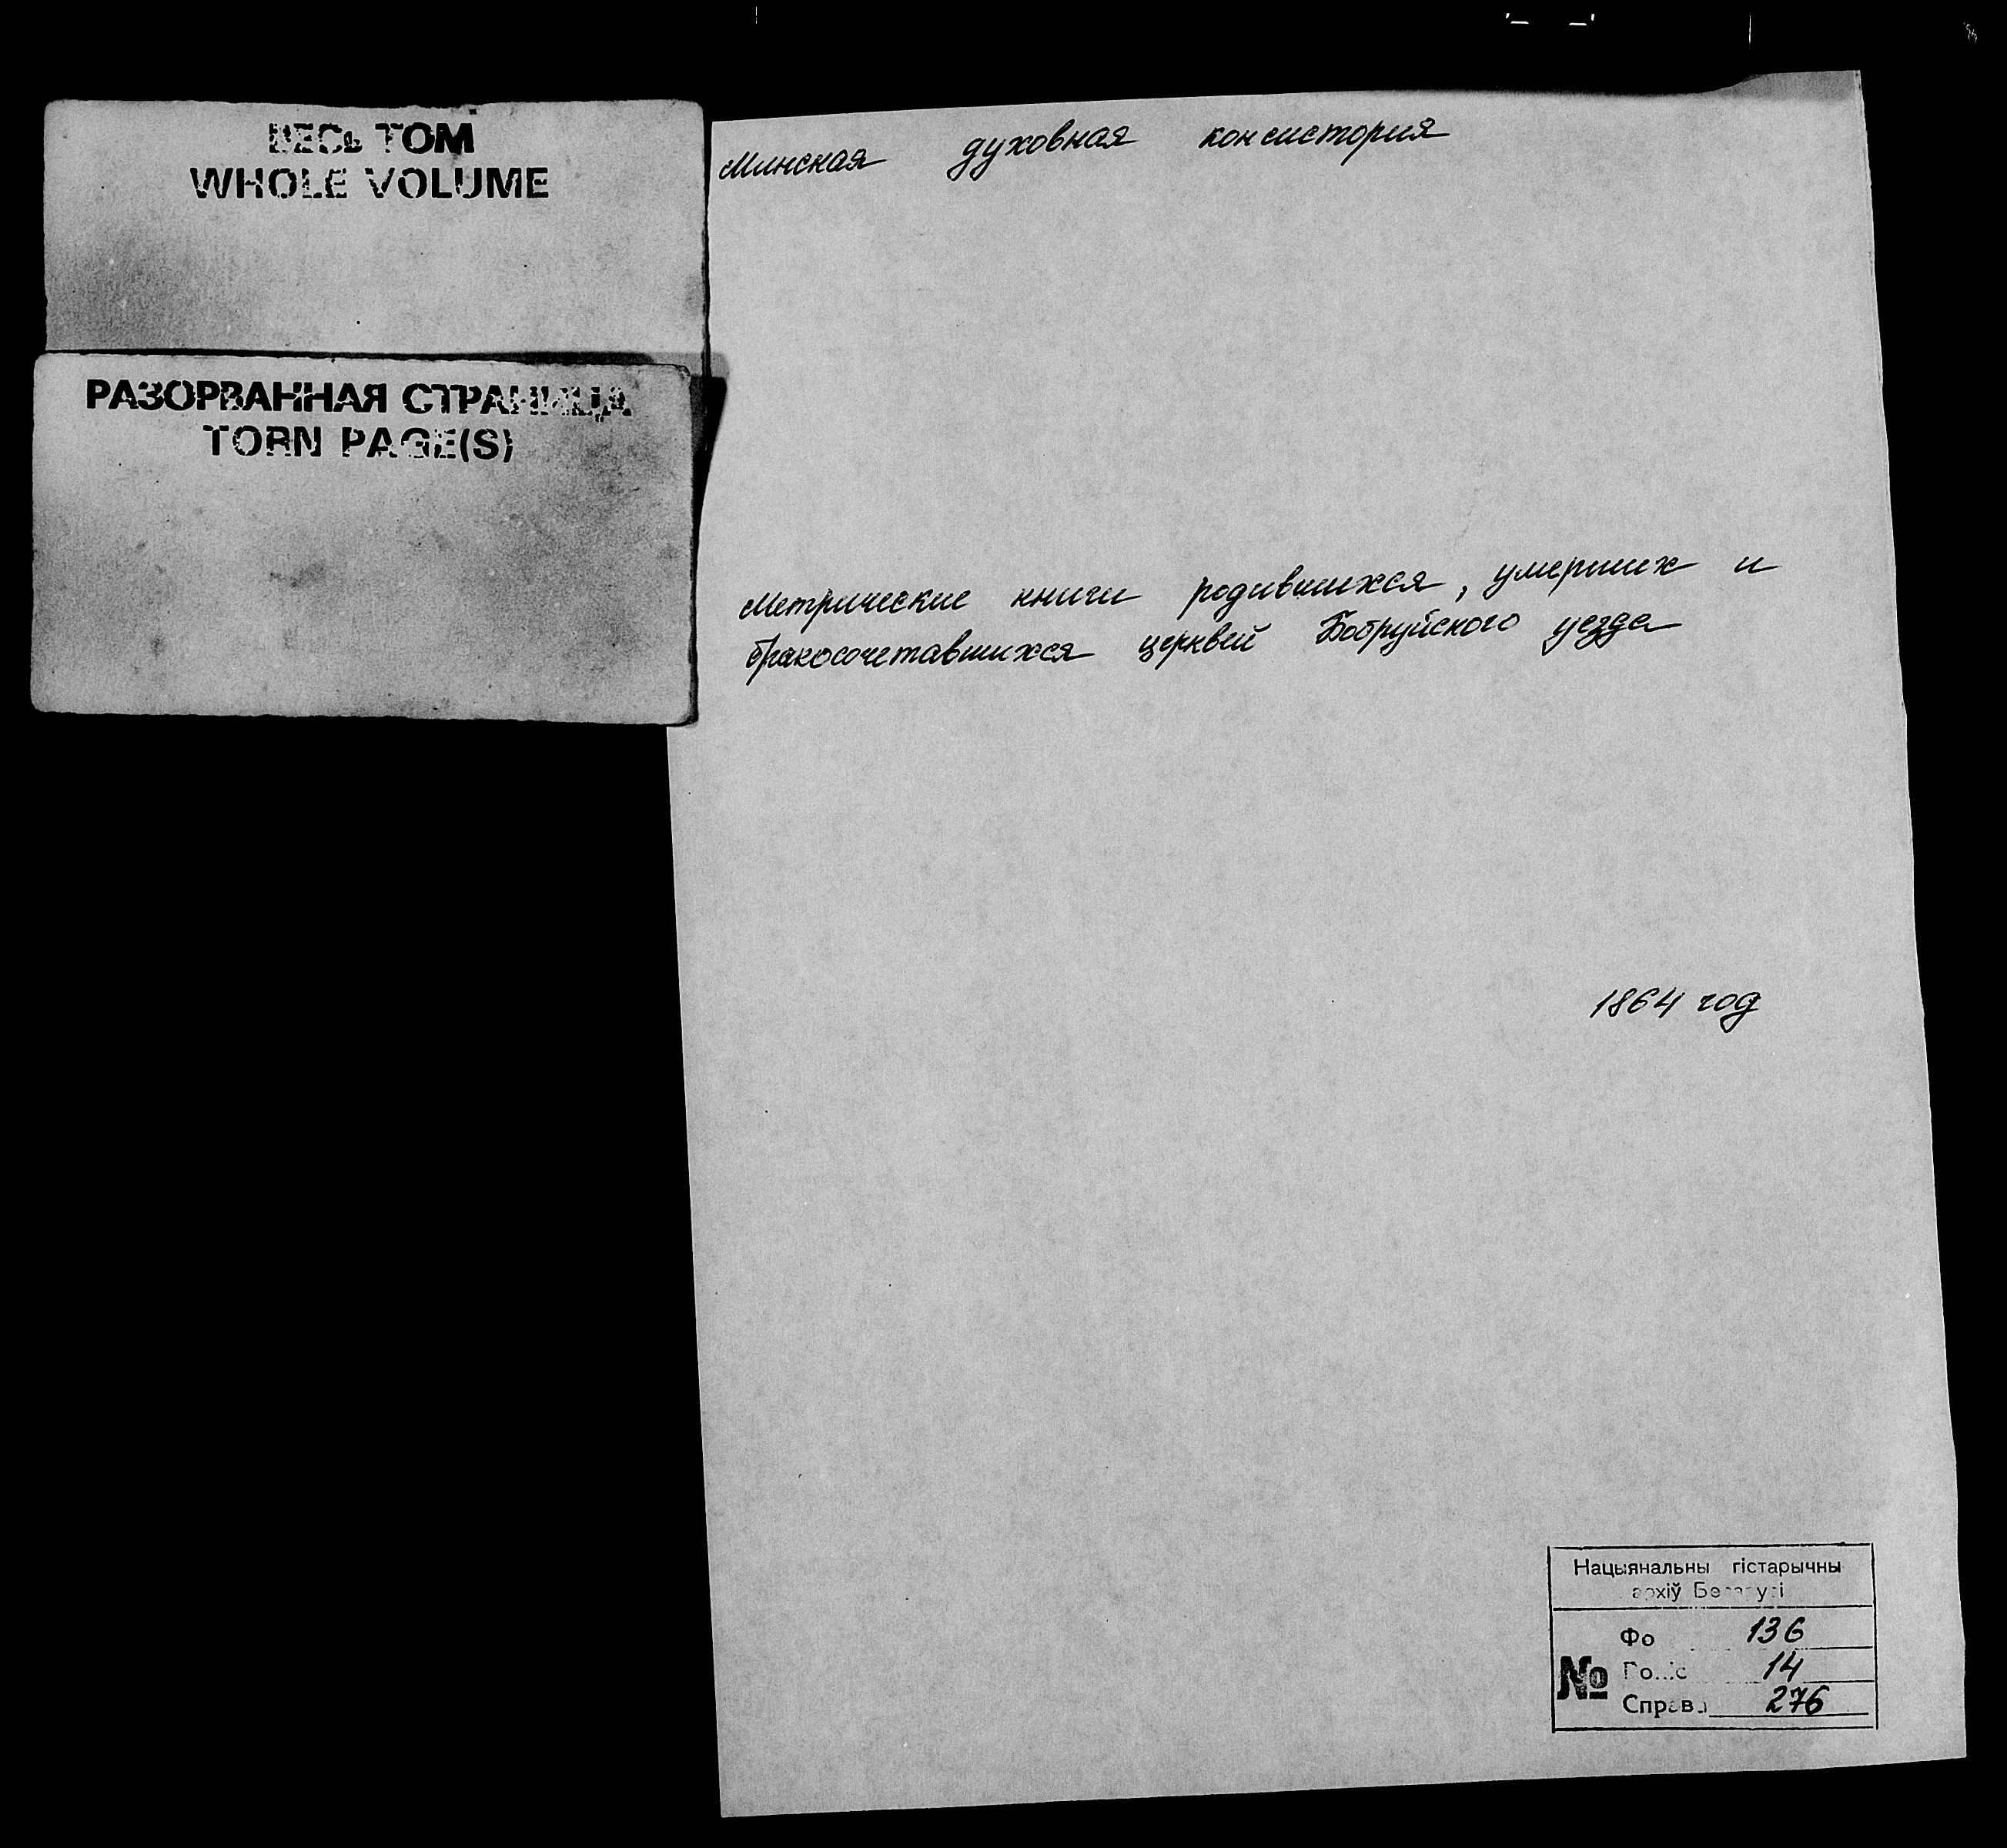 ВЕСЬ ТОМ
WHOLE VOLUME
РАЗОРВАННАЯ СТРАНИЦА
TORN PAGE(S)
Минская духовная консистория
Метрические книги родившихся, умерших и
бракосочетавшихся церквей Бобруйского уезда
1864 год
Нацыянальны гістарычны
архіў Беларусі
Фо 136
№
14
Справа 276